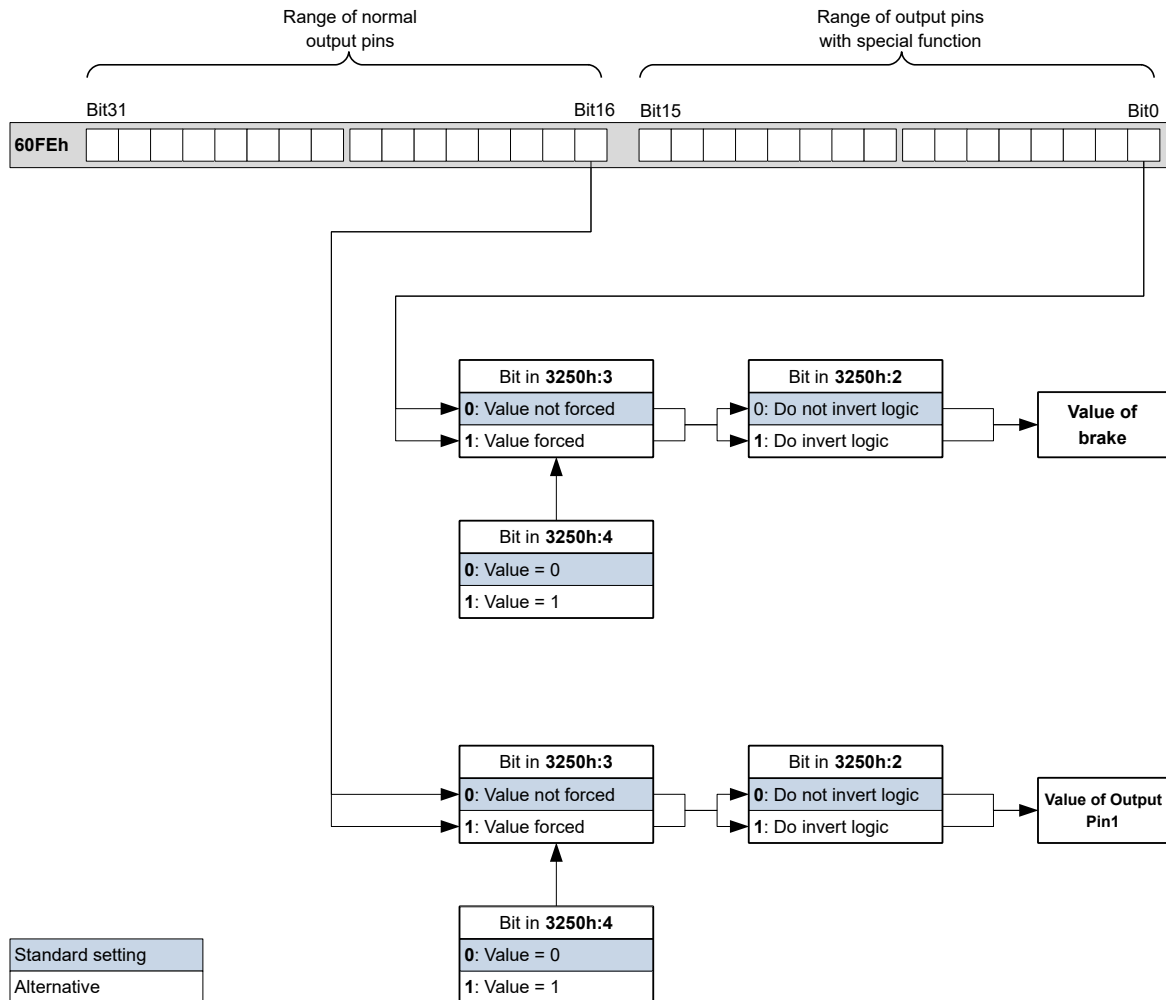 Range of normal
output pins
Range of output pins
with special function
Bit31
Bit16
Bit15
Bit0
60FEh
Bit in 3250h:3
0: Value not forced
1: Value forced
Bit in 3250h:2
0: Do not invert logic
1: Do invert logic
Value of
brake
Bit in 3250h:4
0: Value = 0
1: Value = 1
Bit in 3250h:3
0: Value not forced
1: Value forced
Bit in 3250h:2
0: Do not invert logic
1: Do invert logic
Value of Output
Pin1
Bit in 3250h:4
0: Value = 0
1: Value = 1
Standard setting
Alternative